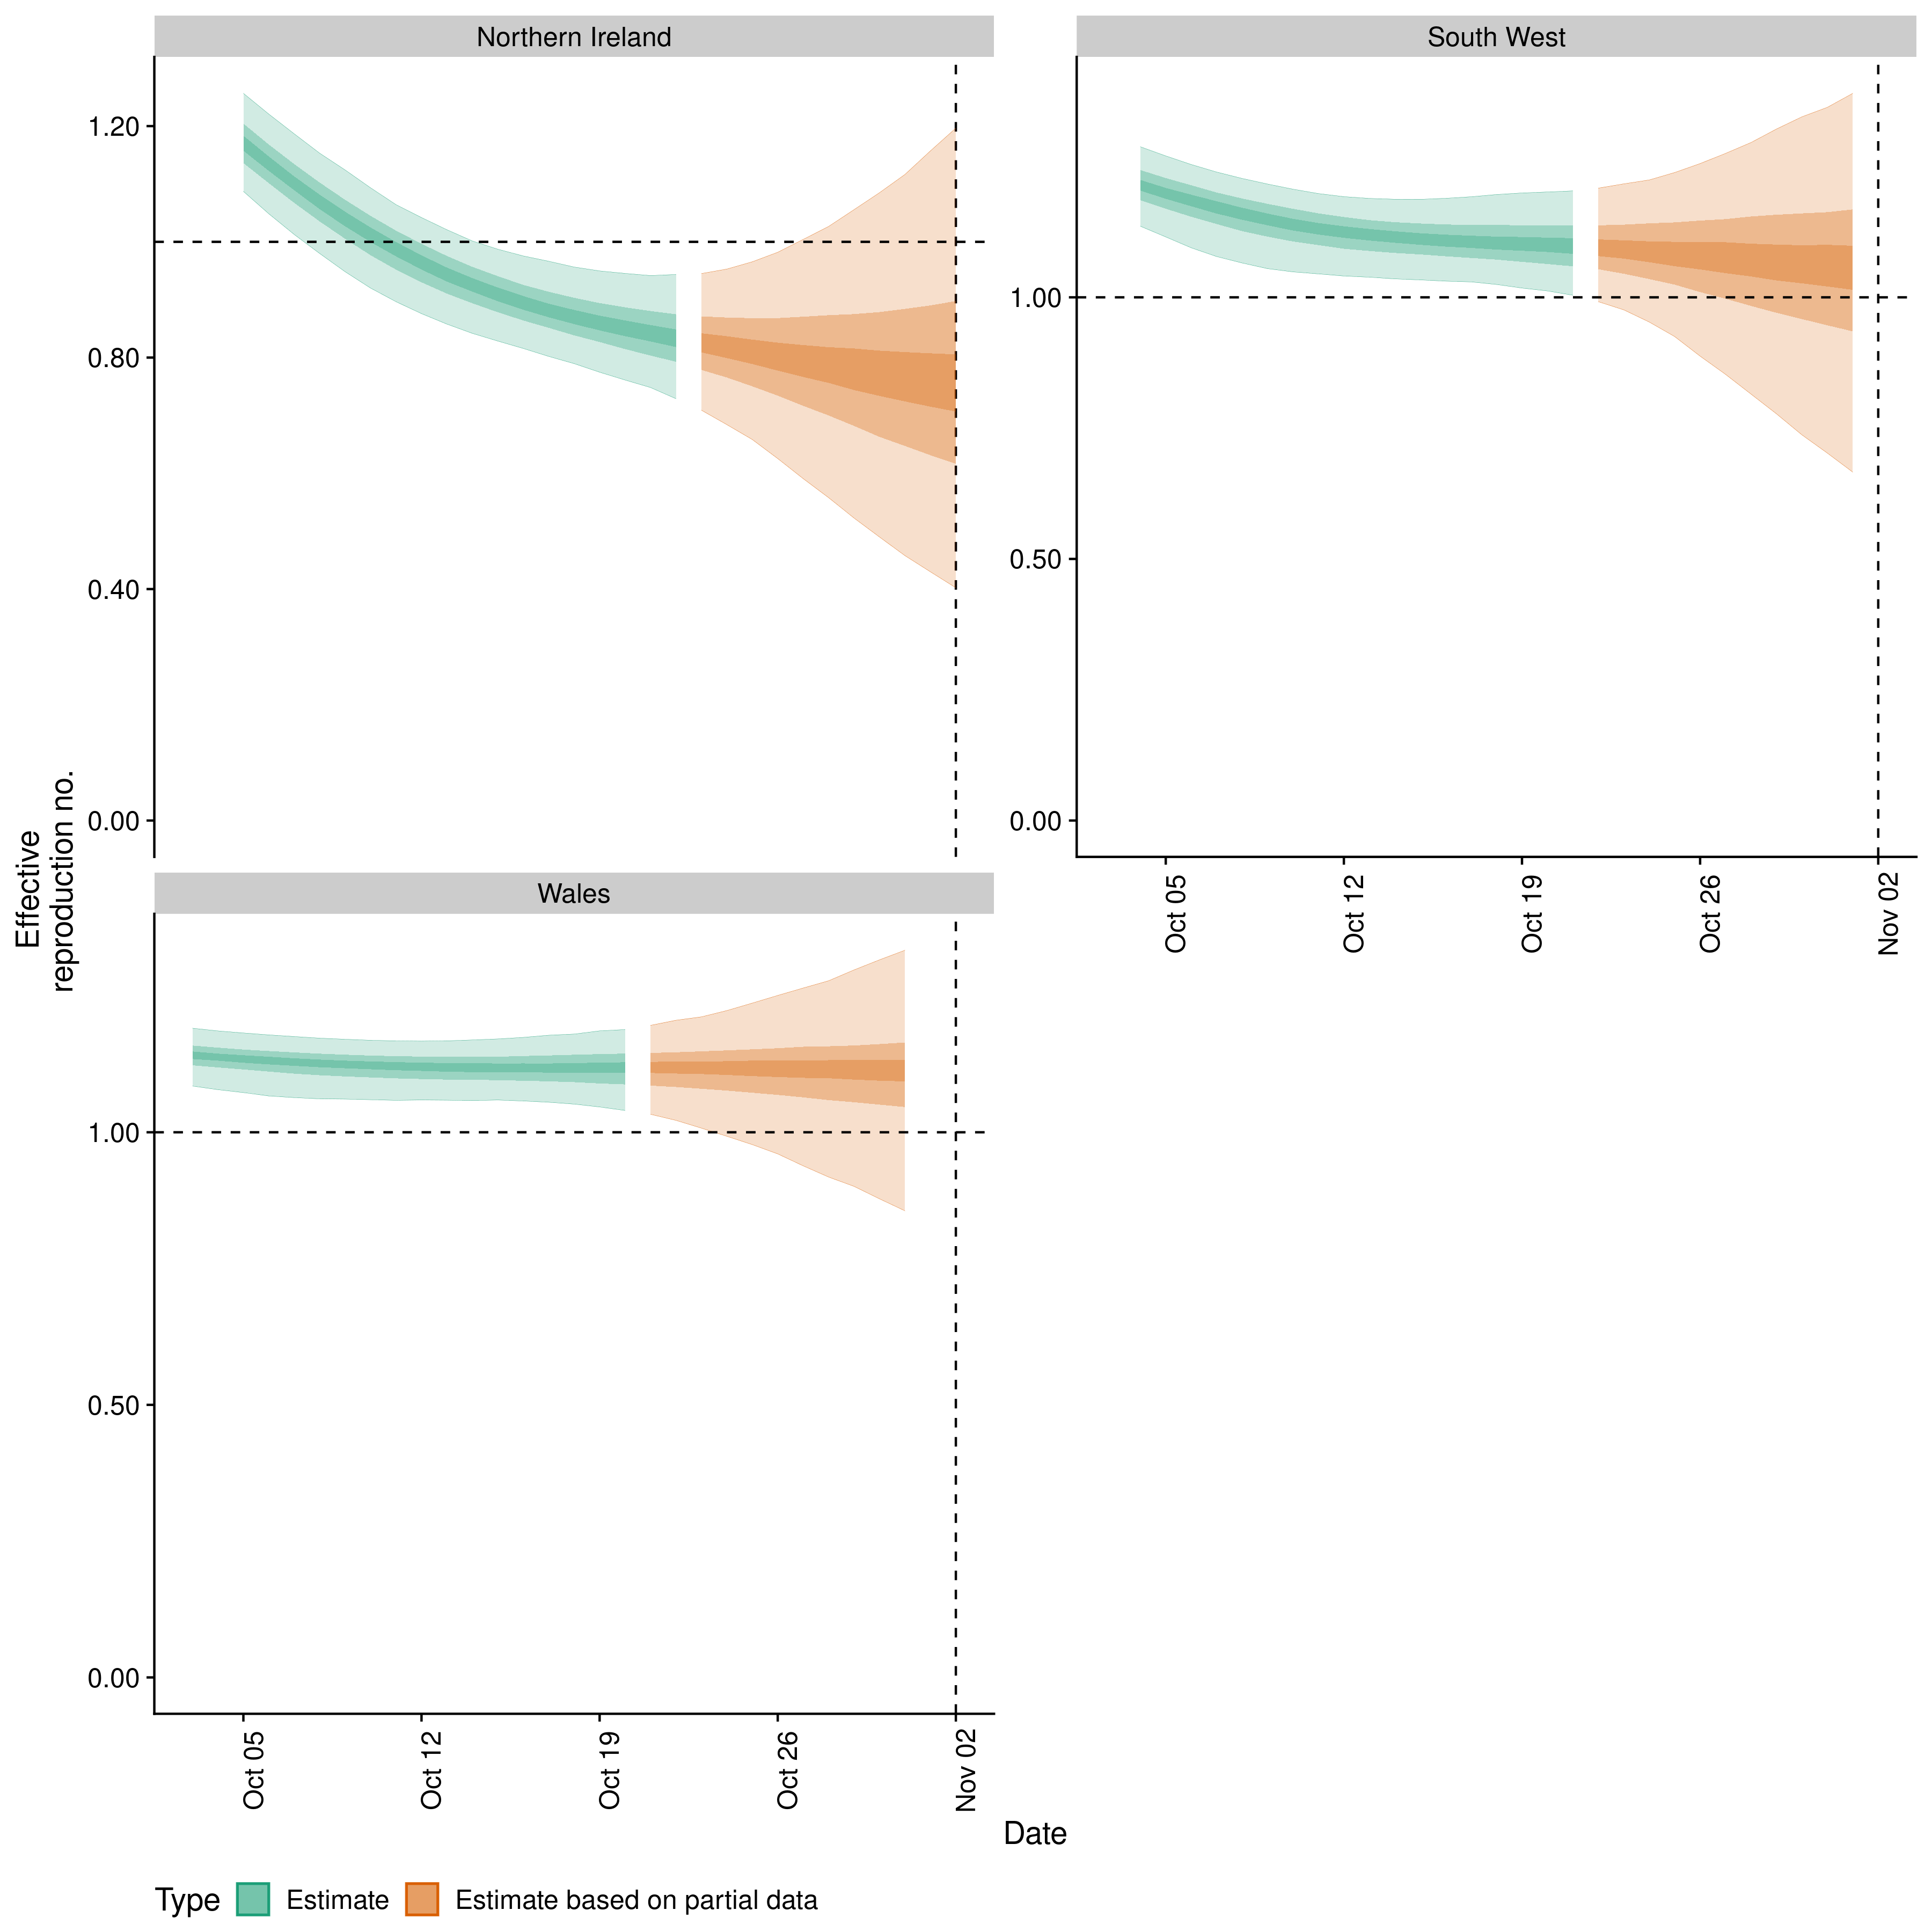 Northern Ireland
South West
1.20
0.80
0.40
0.00
1.00
0.50
0.00
Oct 05
Oct 12
Oct 19
Oct 26
Nov 02
Effective
reproduction no.
Wales
1.00
0.50
0.00
Oct 05
Oct 12
Oct 19
Oct 26
Nov 02
Date
Type Estimate Estimate based on partial data